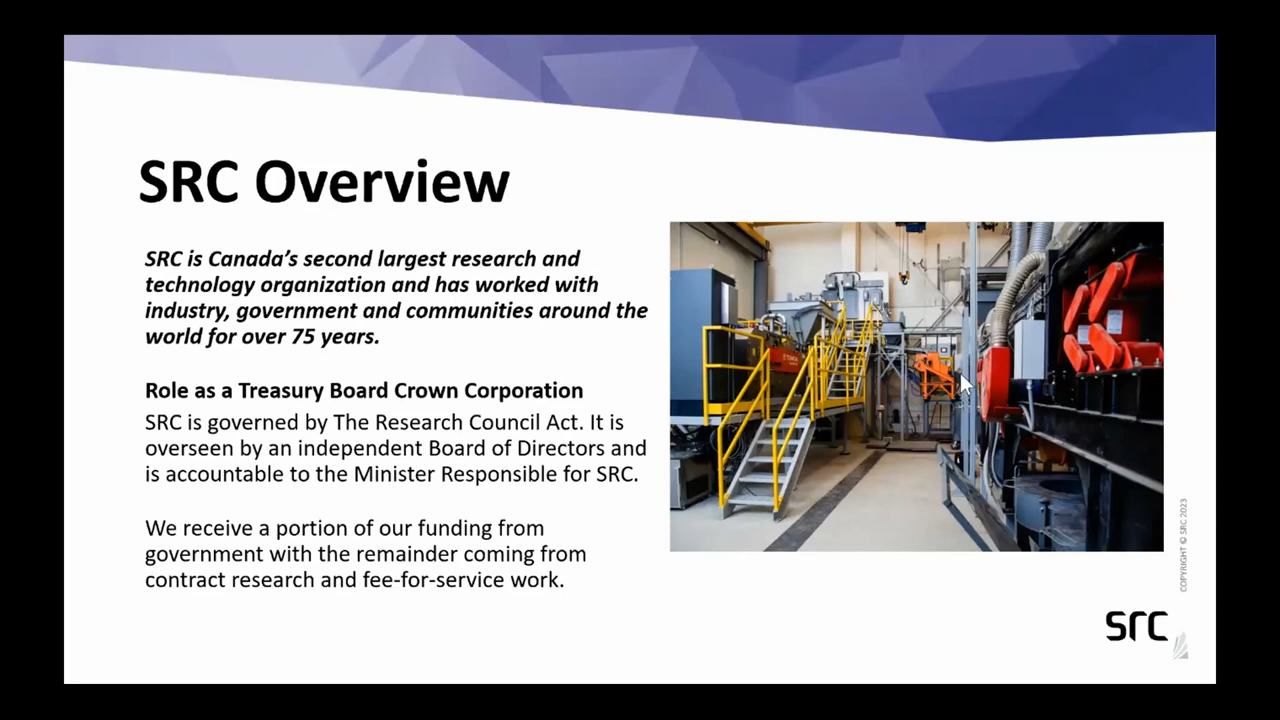 SRC Overview
SRC is Canada's second largest research and
technology organization and has worked with
industry, government and communities around the
world for over 75 years.
Role as a Treasury Board Crown Corporation
SRC is governed by The Research Council Act. It is
overseen by an independent Board of Directors and
is accountable to the Minister Responsible for SRC.
We receive a portion of our funding from
government with the remainder coming from
contract research and fee-for-service work.
COPYRIGHT © SRC 2023
src